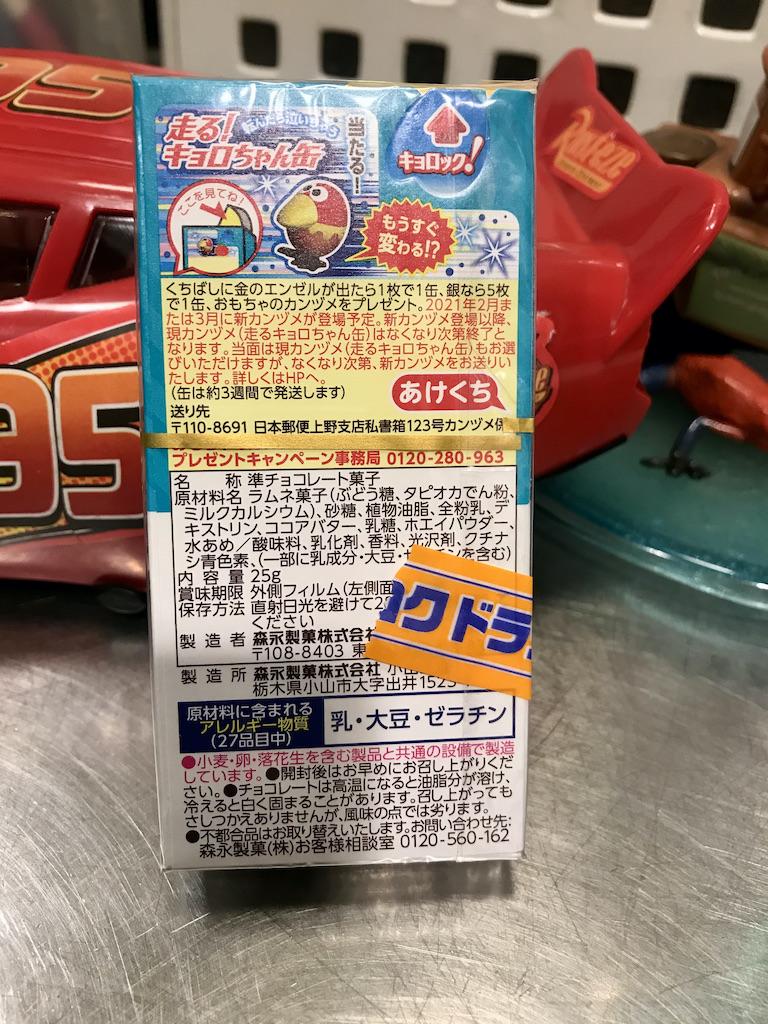 走る!
キョロちゃん缶
当たる!
キョロック!
ここを見てね!
もうすぐ
変わる!?
くちばしに金のエンゼルが出たら1枚で1缶、銀なら5枚
で1缶、おもちゃのカンヅメをプレゼント。2021年2月ま
たは3月に新カンヅメが登場予定。新カンヅメ登場以降、
現カンヅメ(走るキョロちゃん缶)はなくなり次第終了と
なります。当面は現カンヅメ(走るキョロちゃん缶)もお選
びいただけますが、なくなり次第、新カンヅメをお送りい
たします。詳しくはHPへ。
(缶は約3週間で発送します)
あけくち
送り先
〒110-8691 日本郵便上野支店私書箱123号カンヅメ係
プレゼントキャンペーン事務局 0120-280-963
名 称 準チョコレート菓子
原材料名 ラムネ菓子(ぶどう糖、タピオカでん粉、
ミルクカルシウム)、砂糖、植物油脂、全粉乳、デ
キストリン、ココアバター、乳糖、ホエイパウダー、
水あめ/酸味料、乳化剤、香料、光沢剤、クチナ
シ青色素、(一部に乳成分・大豆・ゼラチンを含む)
内容量 25g
賞味期限 外側フィルム(左側面
保存方法 直射日光を避けて2
ください
製造者 森永製菓株式会社
〒108-8403 東
製造所 森永製菓株式会社 小
栃木県小山市大字出井1523
クドラ
原材料に含まれる
アレルギー物質
(27品目中)
乳・大豆・ゼラチン
●小麦・卵・落花生を含む製品と共通の設備で製造
しています。●開封後はお早めにお召し上がりくだ
さい。●チョコレートは高温になると油脂分が溶け、
冷えると白く固まることがあります。召し上がっても
さしつかえありませんが、風味の点では劣ります。
●不都合品はお取り替えいたします。お問い合わせ先:
森永製菓(株)お客様相談室 0120-560-162
95
95